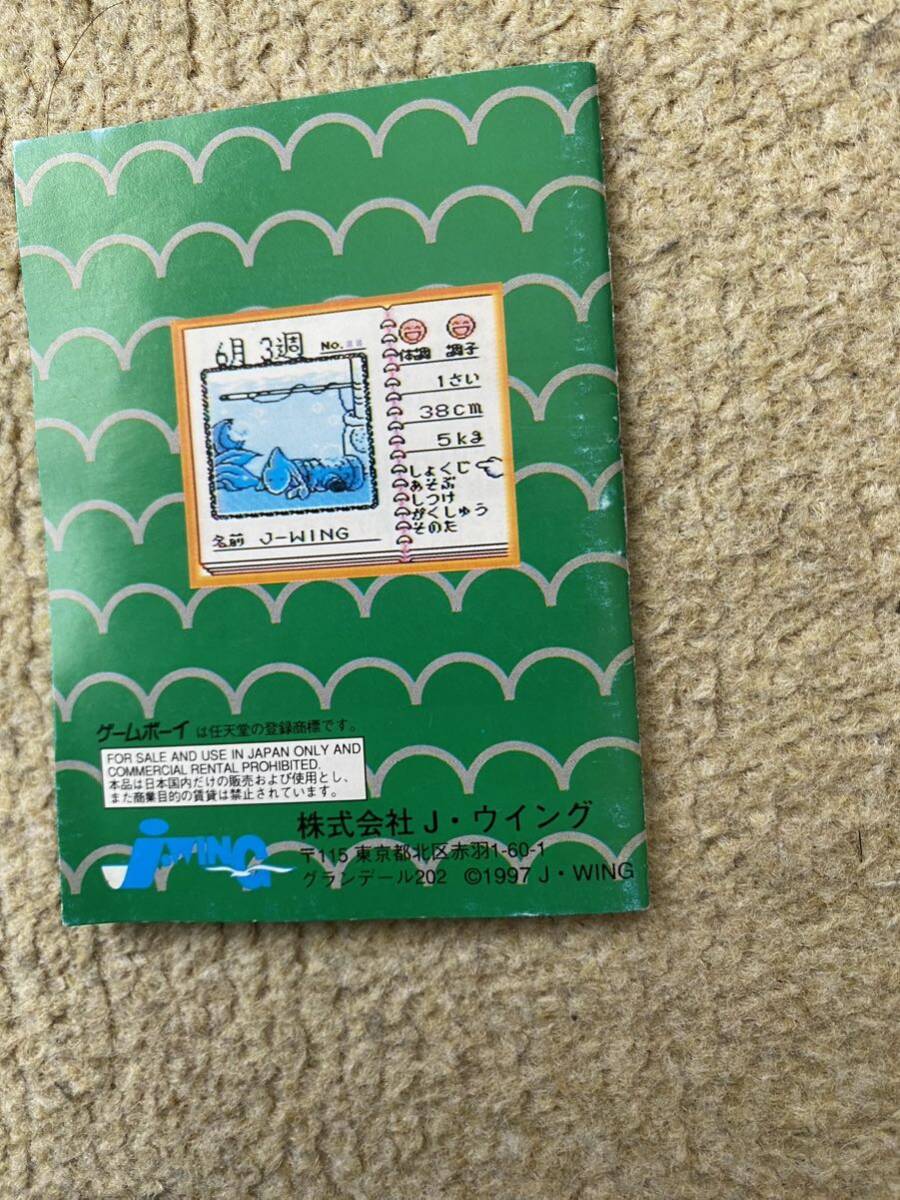 6月 3週 No.
体調 調子
1さい
38cm
5kg
しょくじ
あそぶ
しつけ
がくしゅう
そのた
名前 J-WING
ゲームボーイ は任天堂の登録商標です。
FOR SALE AND USE IN JAPAN ONLY AND
COMMERCIAL RENTAL PROHIBITED.
本品は日本国内だけの販売および使用とし、
また商業目的の賃貸は禁止されています。
J-WING
株式会社 J・ウイング
〒115 東京都北区赤羽1-60-1
グランデール202 ©1997 J・WING